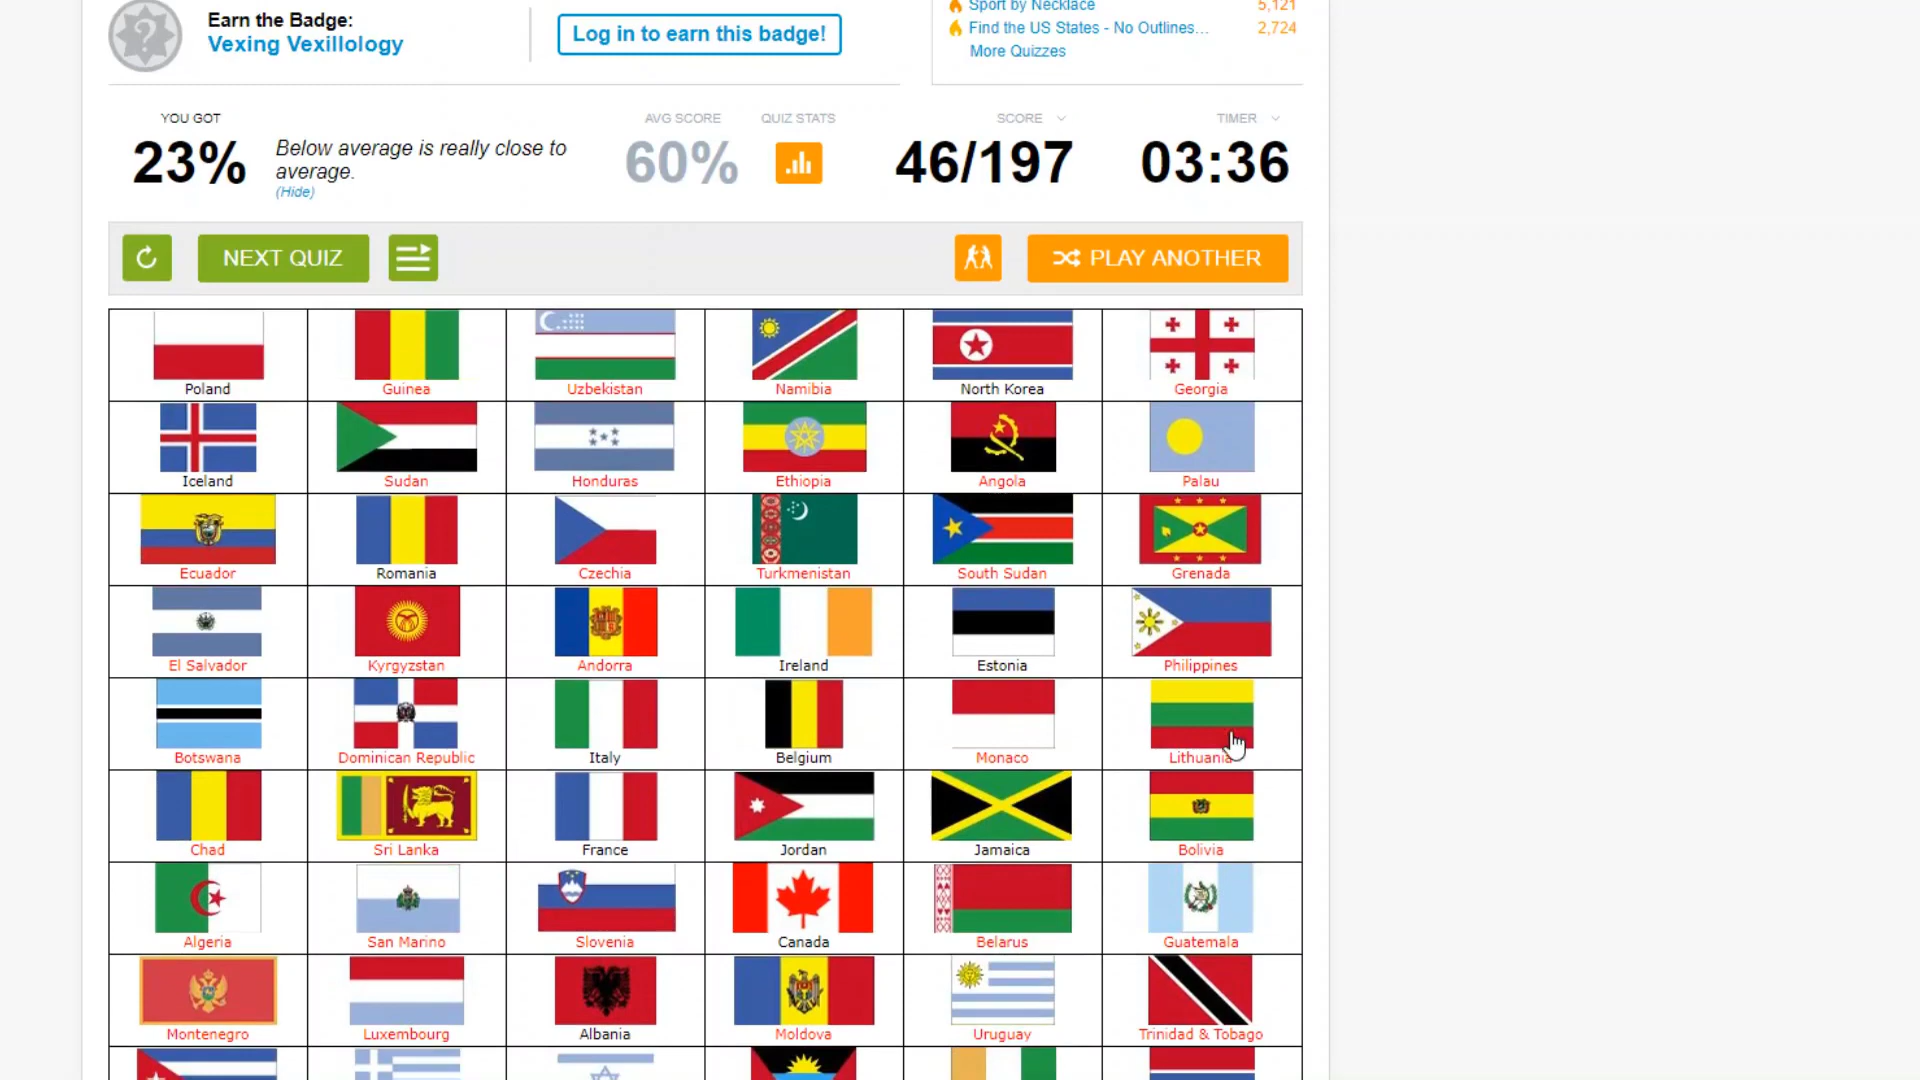 Earn the Badge:
Vexing Vexillology
Log in to earn this badge!
Sport by Necklace 5,121
Find the US States - No Outlines... 2,724
More Quizzes
YOU GOT
23%
Below average is really close to
average.
(Hide)
AVG SCORE
60%
QUIZ STATS
SCORE
46/197
TIMER
03:36
NEXT QUIZ
PLAY ANOTHER
Poland Guinea Uzbekistan Namibia North Korea Georgia
Iceland Sudan Honduras Ethiopia Angola Palau
Ecuador Romania Czechia Turkmenistan South Sudan Grenada
El Salvador Kyrgyzstan Andorra Ireland Estonia Philippines
Botswana Dominican Republic Italy Belgium Monaco Lithuania
Chad Sri Lanka France Jordan Jamaica Bolivia
Algeria San Marino Slovenia Canada Belarus Guatemala
Montenegro Luxembourg Albania Moldova Uruguay Trinidad & Tobago